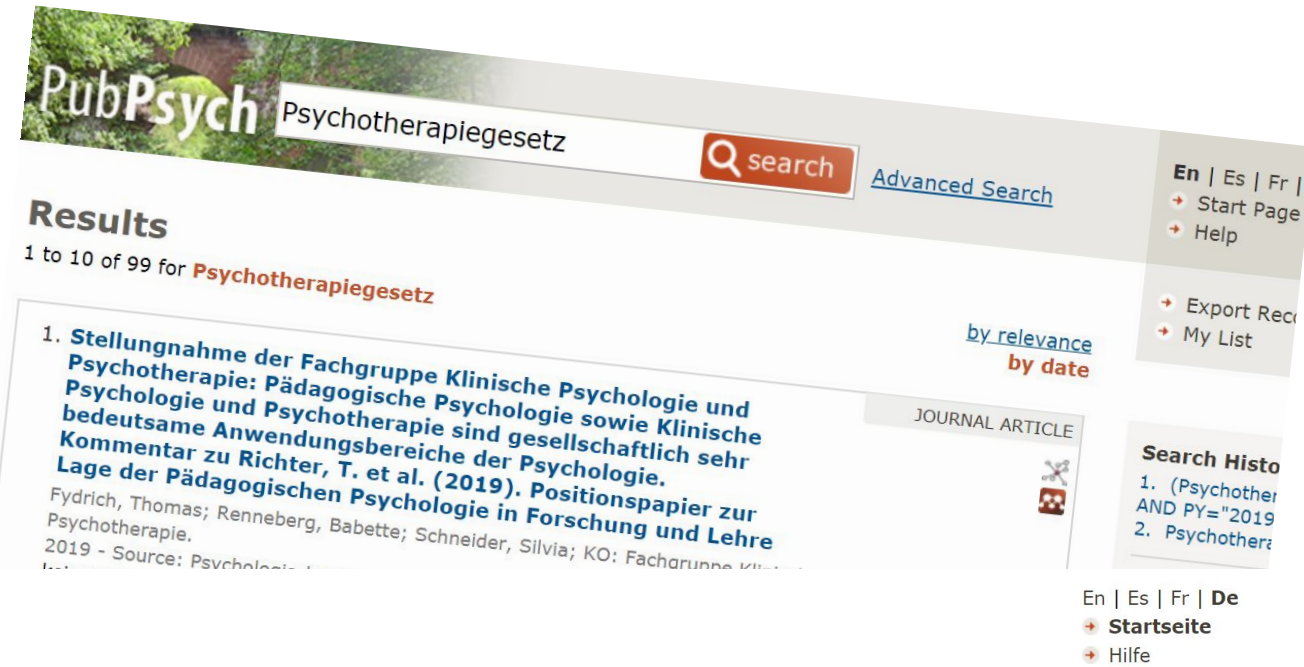 PubPsych
Psychotherapiegesetz
search
Advanced Search
En | Es | Fr |
Start Page
Help
Results
1 to 10 of 99 for Psychotherapiegesetz
Export Reco
My List
by relevance
by date
1. Stellungnahme der Fachgruppe Klinische Psychologie und
Psychotherapie: Pädagogische Psychologie sowie Klinische
Psychologie und Psychotherapie sind gesellschaftlich sehr
bedeutsame Anwendungsbereiche der Psychologie.
Kommentar zu Richter, T. et al. (2019). Positionspapier zur
Lage der Pädagogischen Psychologie in Forschung und Lehre
JOURNAL ARTICLE
Fydrich, Thomas; Renneberg, Babette; Schneider, Silvia; KO: Fachgruppe
Psychotherapie.
2019 - Source:
Search Histo
1. (Psychother
AND PY="2019
2. Psychothera
En | Es | Fr | De
Startseite
Hilfe